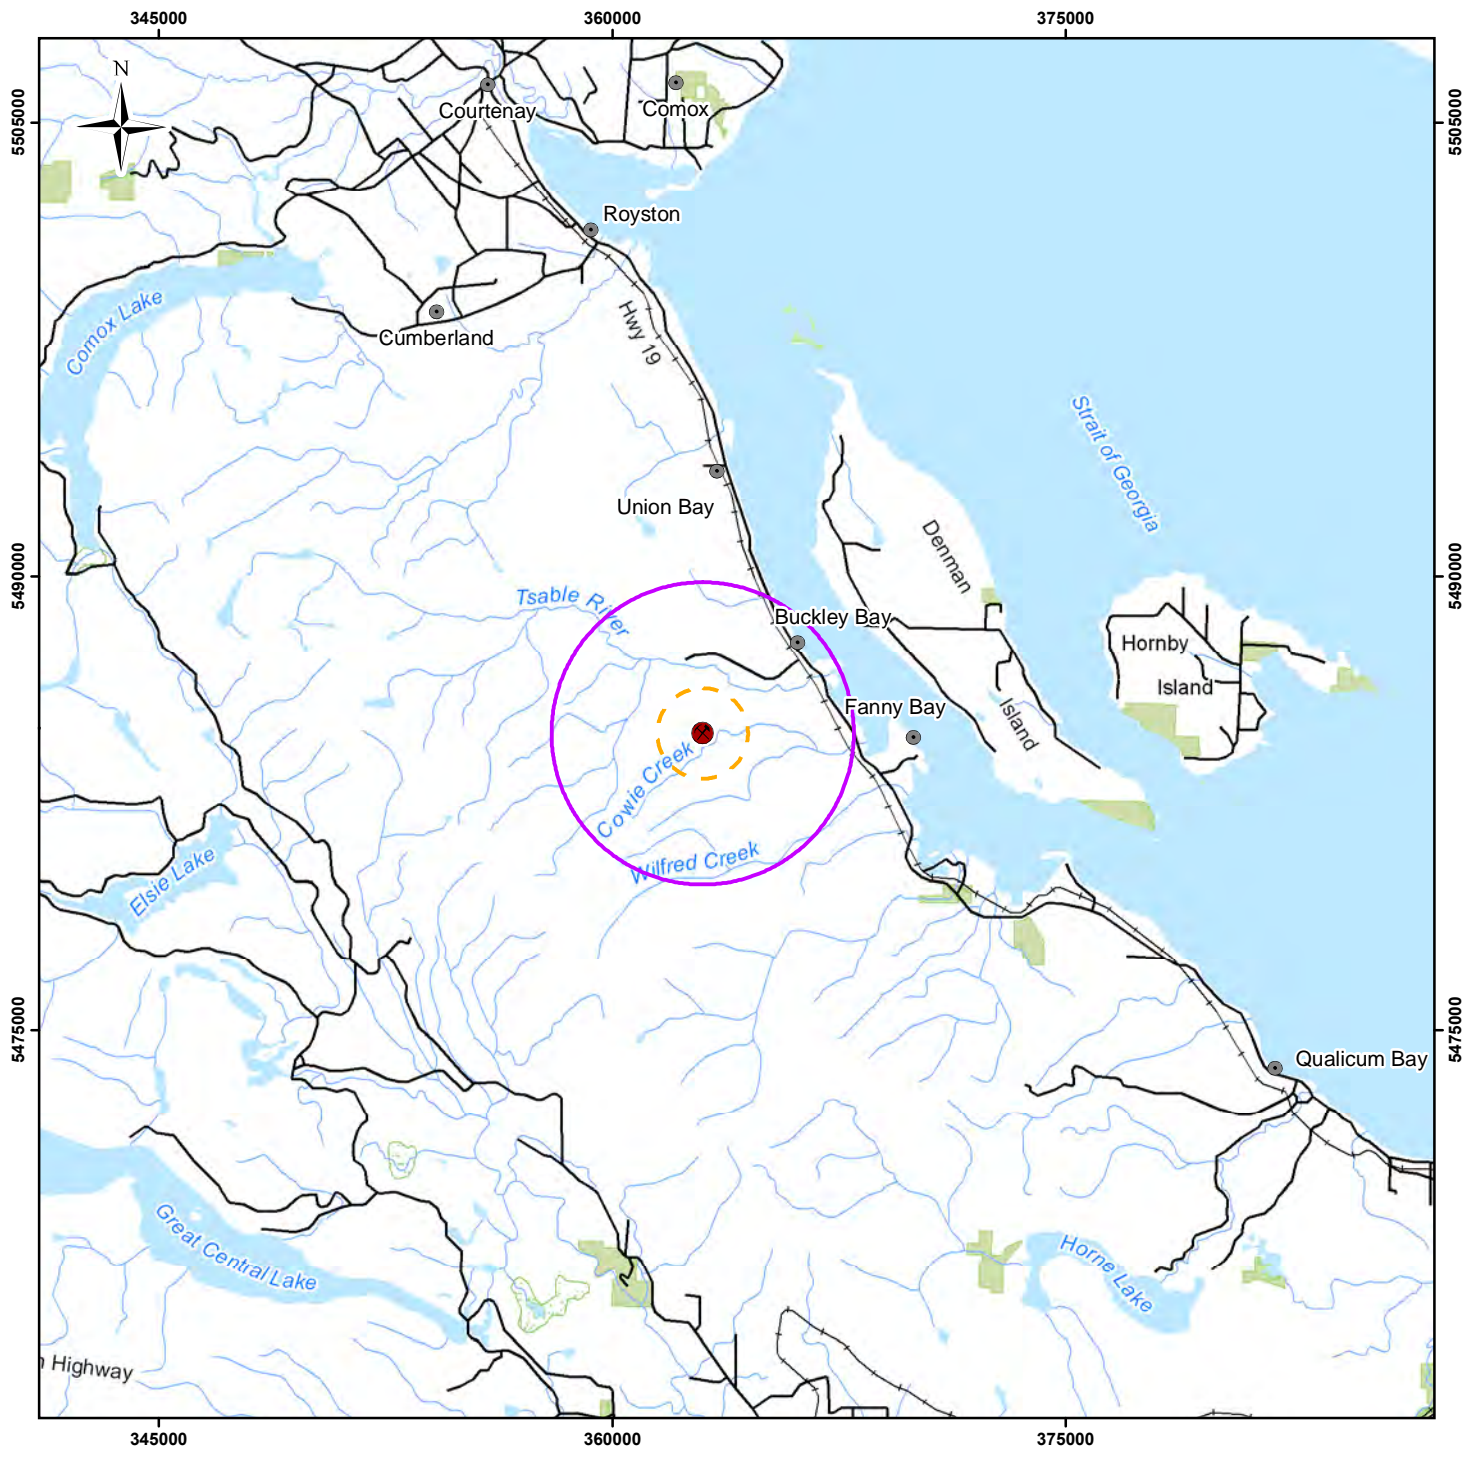 345000
360000
375000
N
5505000
5505000
Courtenay
Comox
Royston
Comox Lake
Hwy 19
Cumberland
Strait of Georgia
Union Bay
Denman
5490000
5490000
Tsable River
Buckley Bay
Hornby
Island
Fanny Bay
Island
Cowie Creek
Wilfred Creek
Elsie Lake
5475000
5475000
Qualicum Bay
Great Central Lake
Horne Lake
Highway
345000
360000
375000